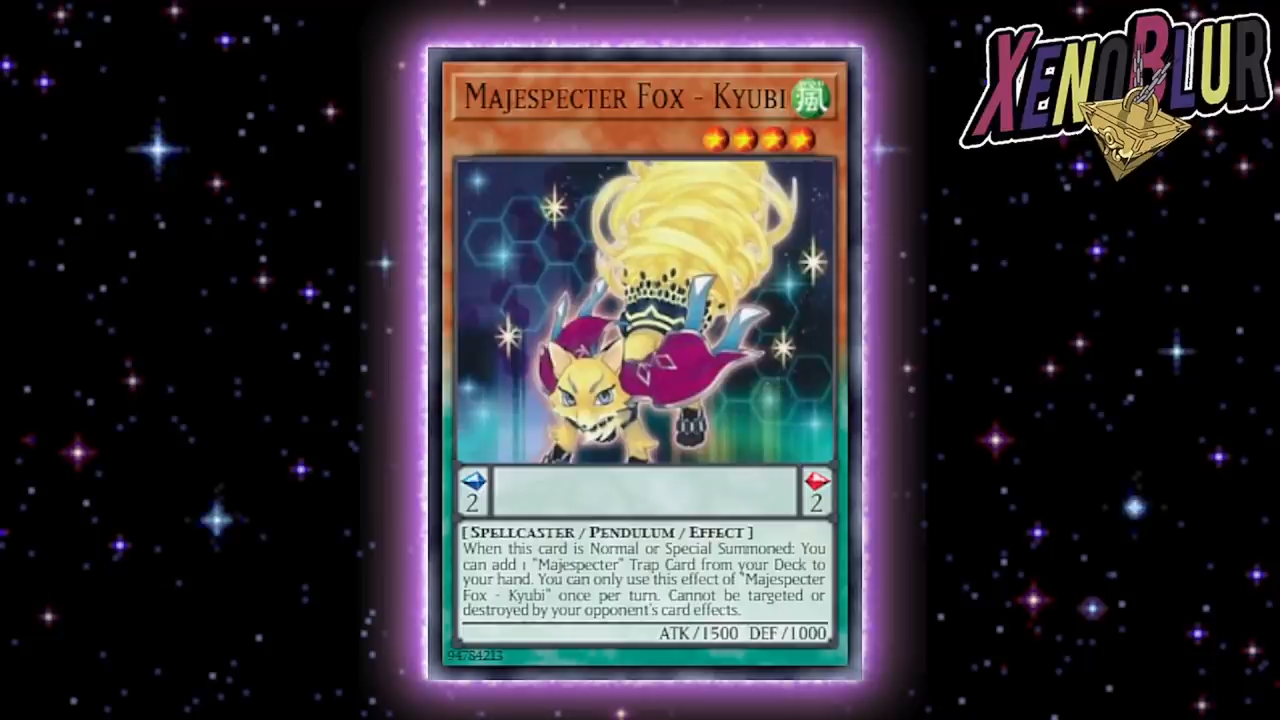 XENOBLUR
MAJESPECTER FOX - KYUBI
風
2
2
[ SPELLCASTER / PENDULUM / EFFECT ]
When this card is Normal or Special Summoned: You
can add 1 "Majespecter" Trap Card from your Deck to
your hand. You can only use this effect of "Majespecter
Fox - Kyubi" once per turn. Cannot be targeted or
destroyed by your opponent's card effects.
ATK/1500 DEF/1000
94784213